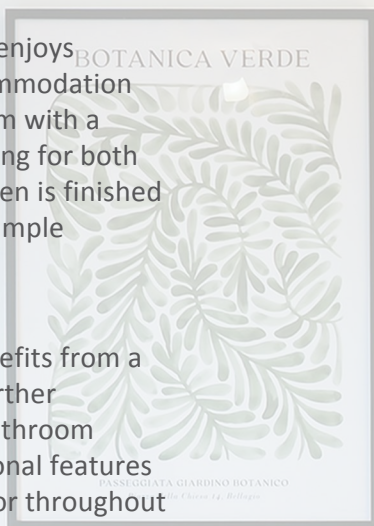 enjoys
BOTANICA VERDE
mmodation
m with a
ng for both
en is finished
mple
efits from a
rther
throom
PASSEGGIATA GIARDINO BOTANICO
onal features
or throughout